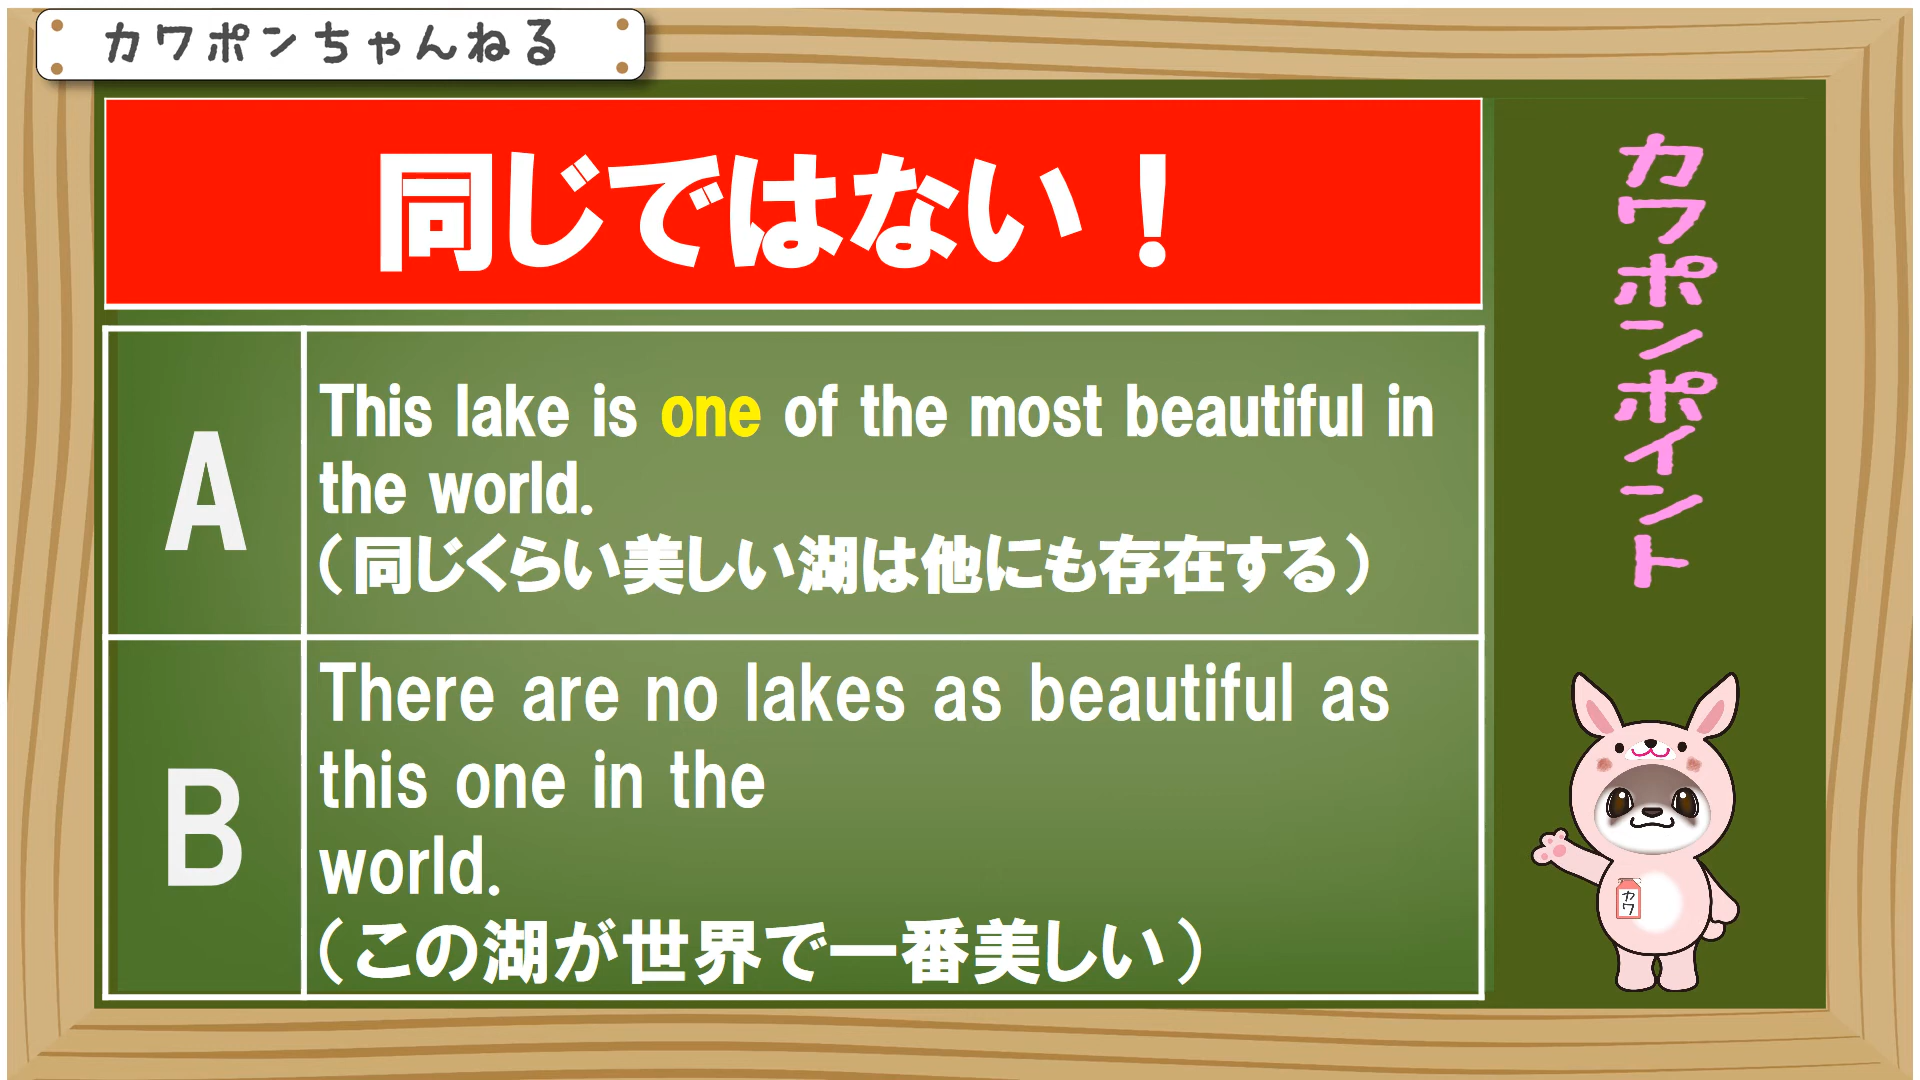 カワポンちゃんねる
同じではない！
カワポンポイント
A
This lake is one of the most beautiful in
the world.
（同じくらい美しい湖は他にも存在する）
B
There are no lakes as beautiful as
this one in the
world.
（この湖が世界で一番美しい）
カワ